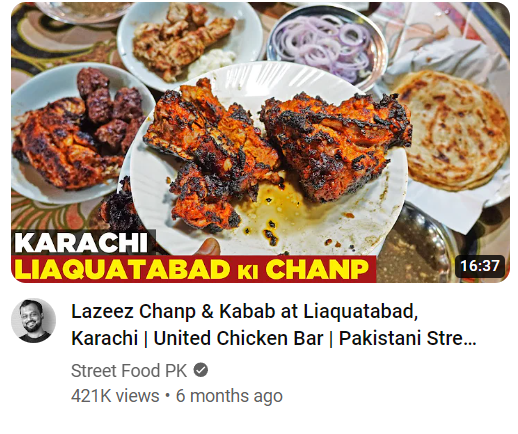 KARACHI
LIAQUATABAD KI CHANP
16:37
Lazeez Chanp & Kabab at Liaquatabad,
Karachi | United Chicken Bar | Pakistani Stre...
Street Food PK
421K views • 6 months ago